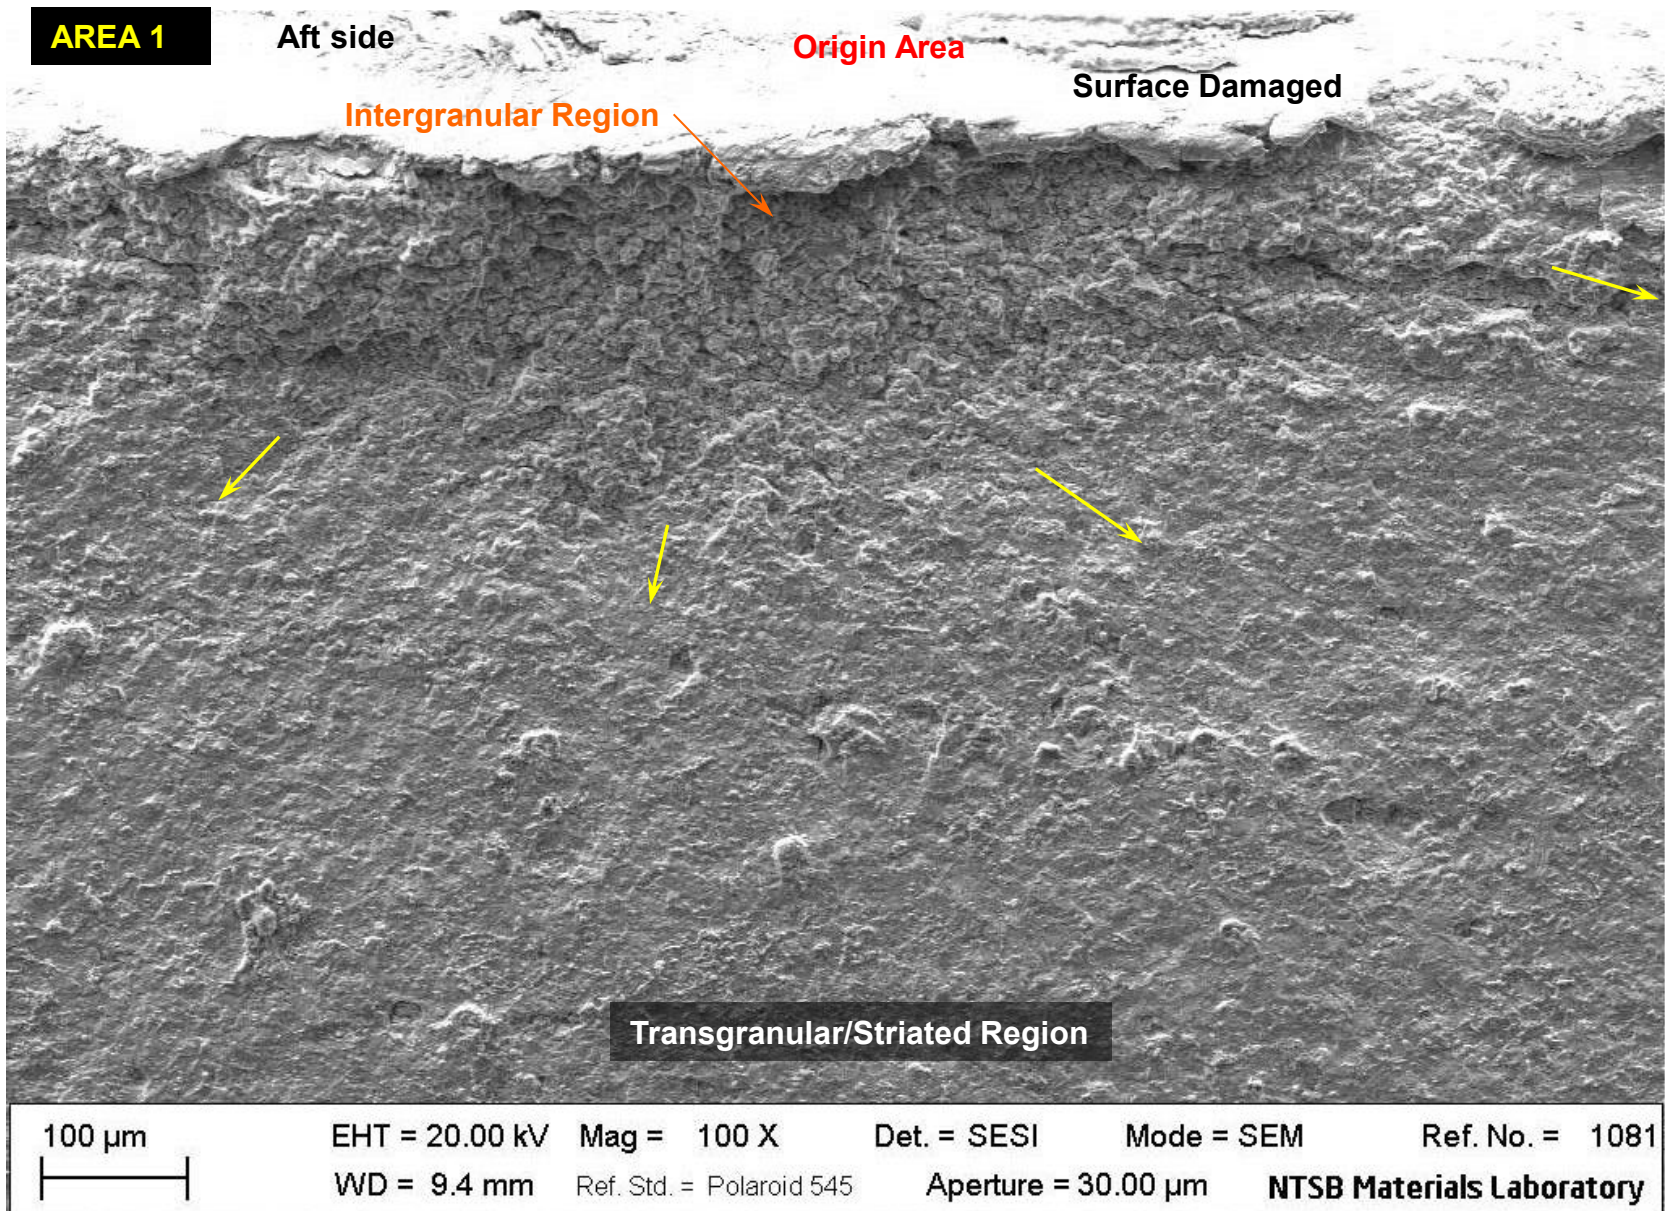 AREA 1
Aft side
Origin Area
Surface Damaged
Intergranular Region
Transgranular/Striated Region
100 µm EHT = 20.00 kV Mag = 100 X Det. = SESI Mode = SEM Ref. No. = 1081
WD = 9.4 mm Ref. Std. = Polaroid 545 Aperture = 30.00 µm NTSB Materials Laboratory